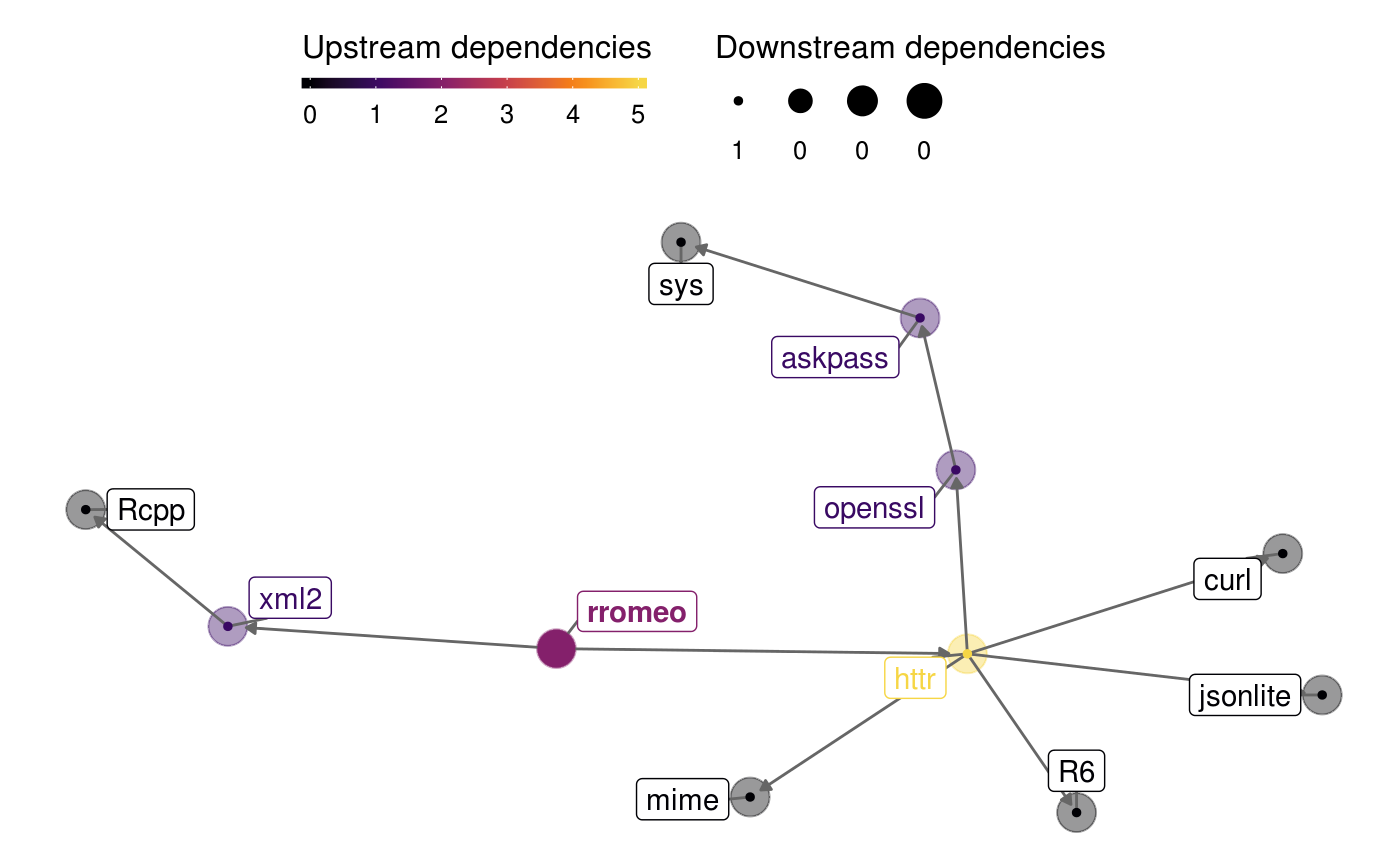 Upstream dependencies
0 1 2 3 4 5
Downstream dependencies
1 0 0 0
sys
askpass
openssl
Rcpp
xml2
rromeo
curl
httr
jsonlite
R6
mime